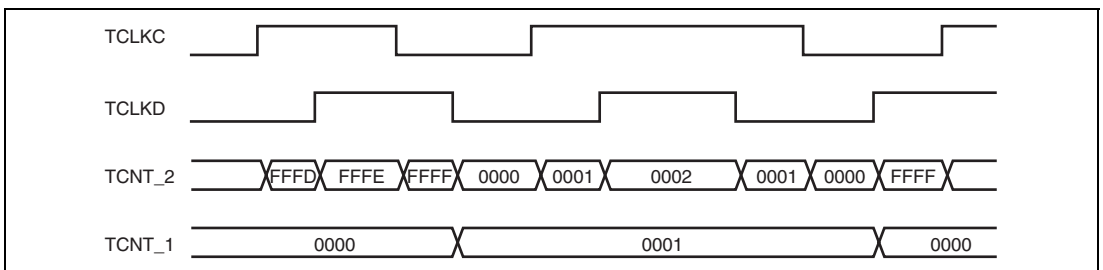 TCLKC
TCLKD
TCNT_2 FFFD FFFE FFFF 0000 0001 0002 0001 0000 FFFF
TCNT_1 0000 0001 0000